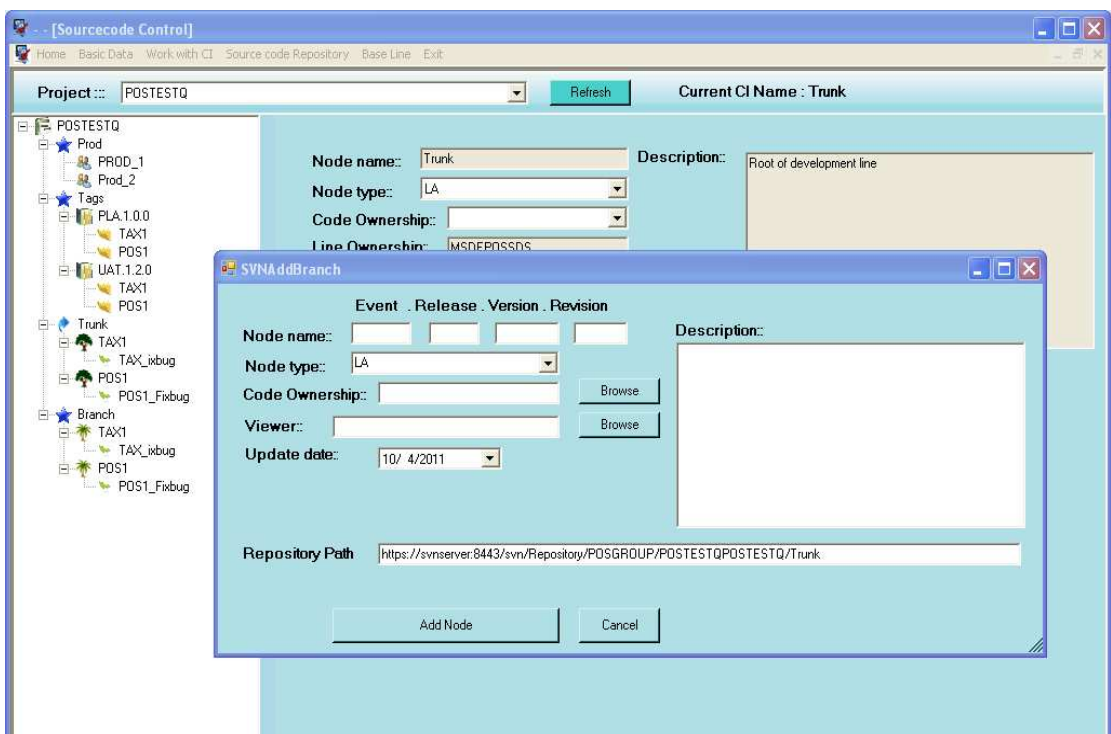 - - [Sourcecode Control]
Home Basic Data Work with CI Source code Repository Base Line Exit
Project ::: POSTESTQ Refresh Current CI Name : Trunk
POSTESTQ
Prod
PROD_1
Prod_2
Tags
PLA.1.0.0
TAX1
POS1
UAT.1.2.0
TAX1
POS1
Trunk
TAX1
TAX_ixbug
POS1
POS1_Fixbug
Branch
TAX1
TAX_ixbug
POS1
POS1_Fixbug
Node name:: Trunk
Node type:: LA
Code Ownership::
Line Ownership:: MSDEPOSSDS
Description:: Root of development line
SVNAddBranch
Event . Release . Version . Revision
Node name::
Node type:: LA
Code Ownership:: Browse
Viewer:: Browse
Update date:: 10/ 4/2011
Description::
Repository Path https://svnserver:8443/svn/Repository/POSGROUP/POSTESTQPOSTESTQ/Trunk
Add Node Cancel